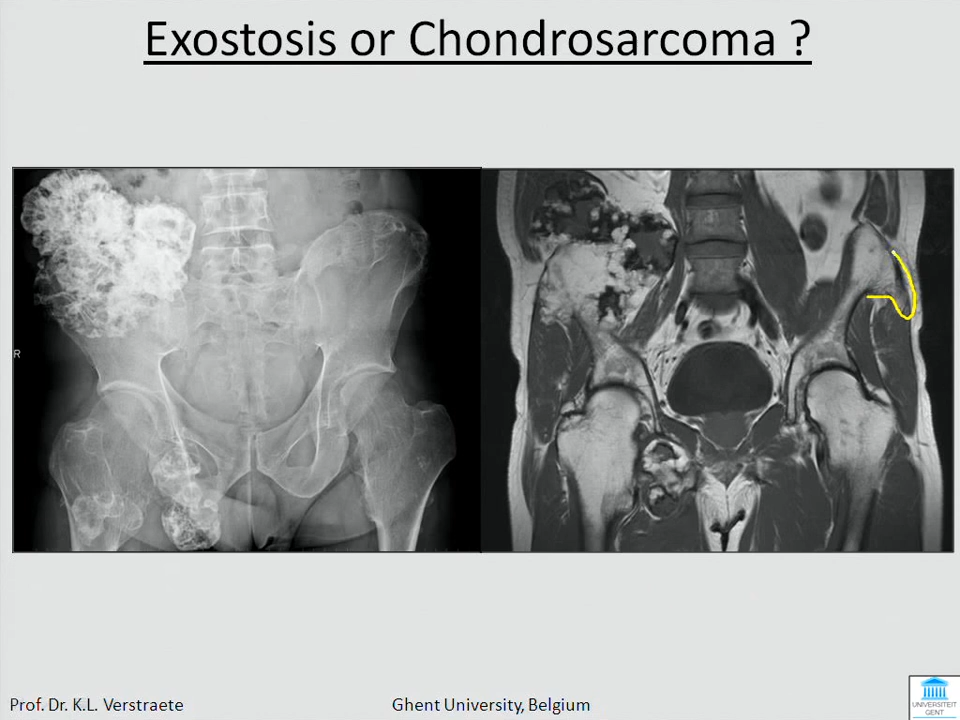 Exostosis or Chondrosarcoma ?
R
Prof. Dr. K.L. Verstraete
Ghent University, Belgium
UNIVERSITEIT
GENT